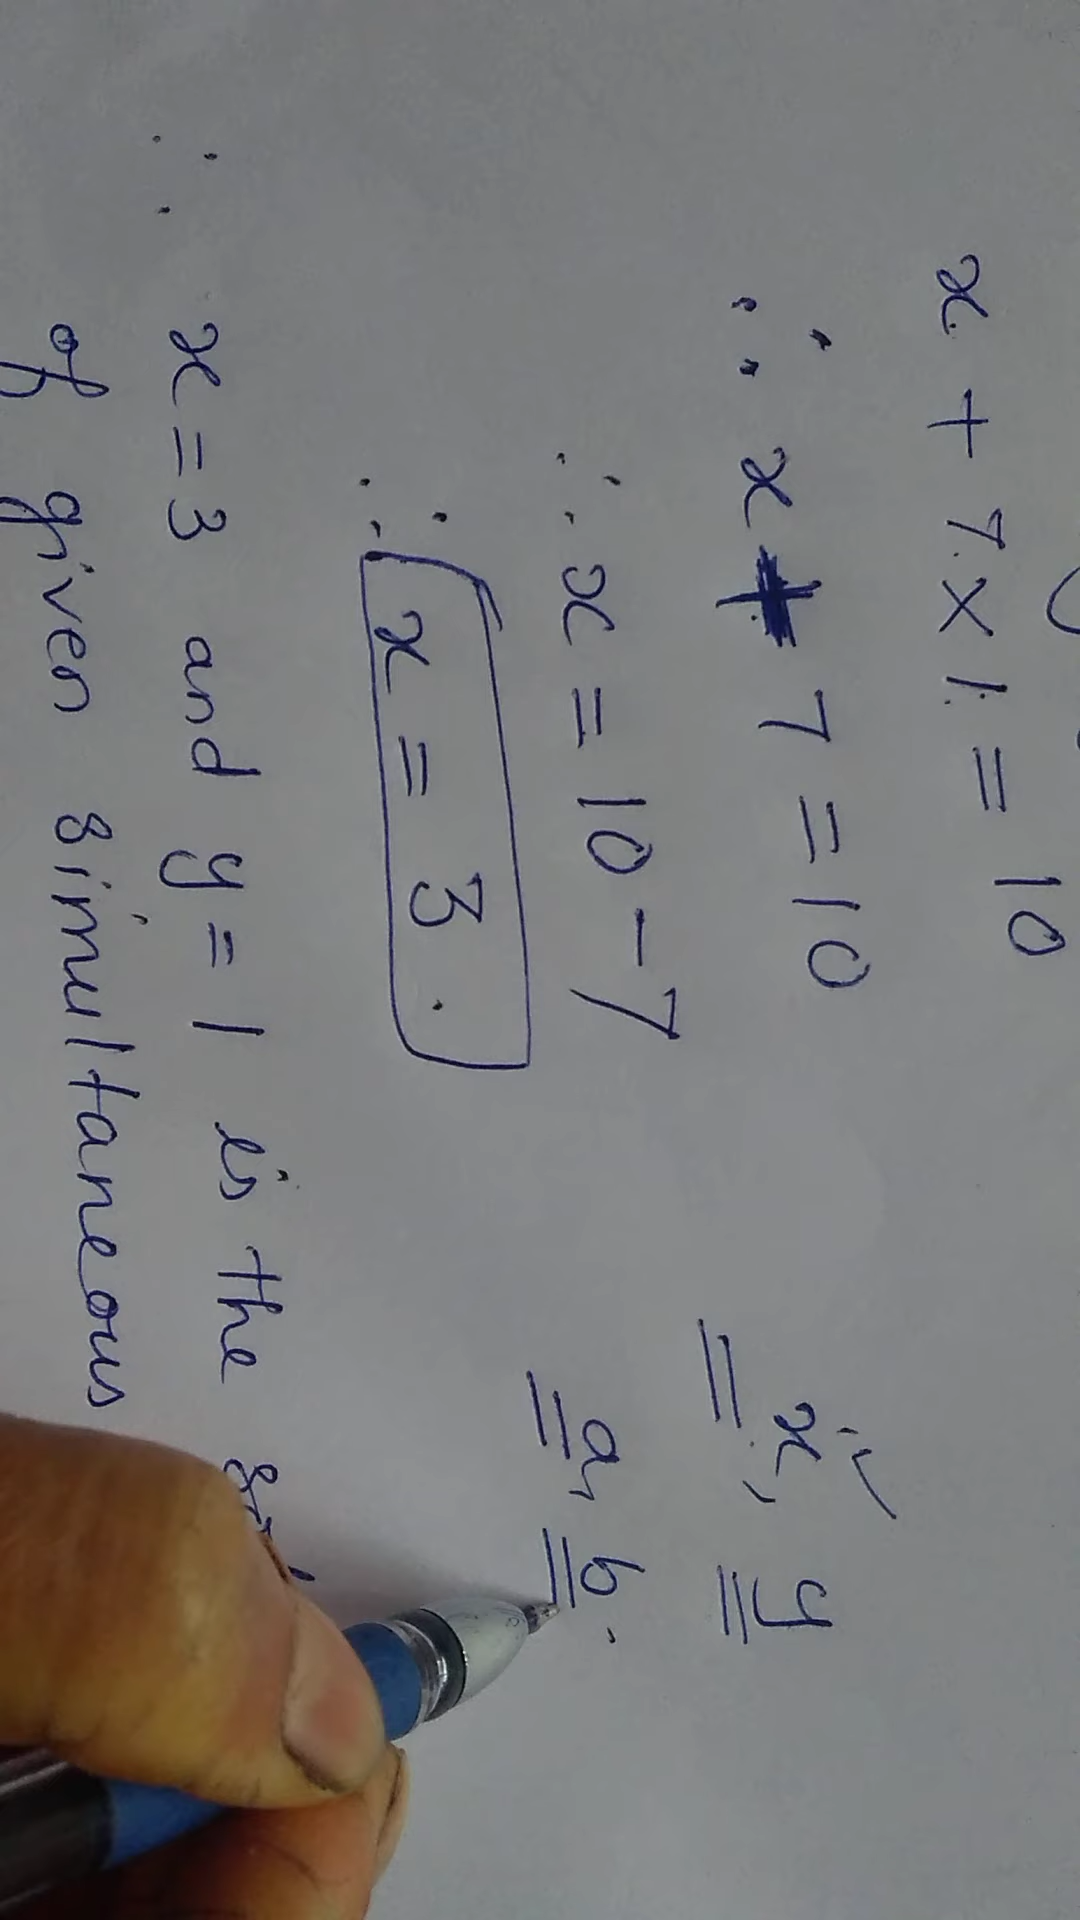 x + 7 × 1 = 10
∴ x + 7 = 10
∴ x = 10 - 7
∴ x = 3.
x, y
a, b.
∴ x = 3 and y = 1 is the
of given simultaneous